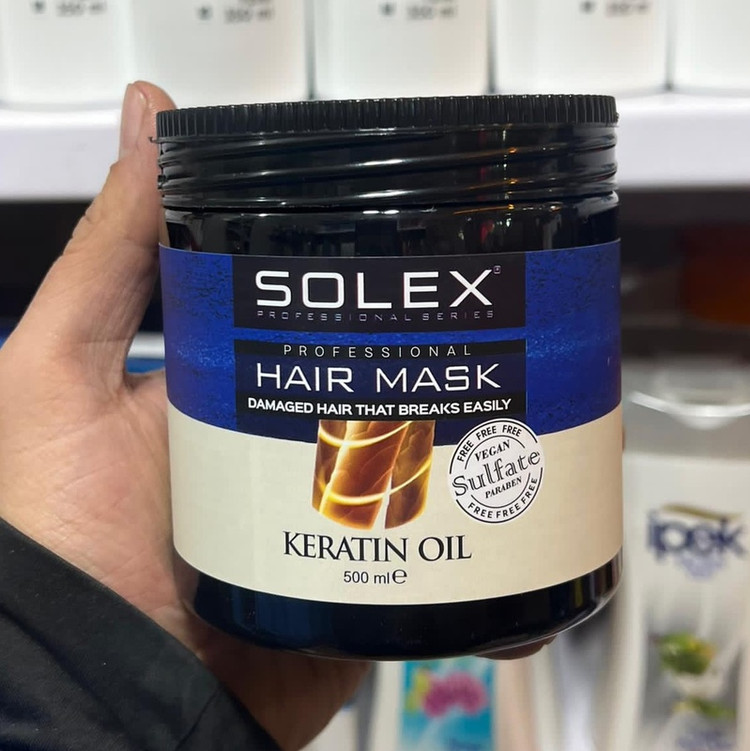 SOLEX®
PROFESSIONAL SERIES
PROFESSIONAL
HAIR MASK
DAMAGED HAIR THAT BREAKS EASILY
FREE FREE FREE
VEGAN
Sulfate
PARABEN
FREE FREE FREE
KERATIN OIL
500 ml℮
ipek